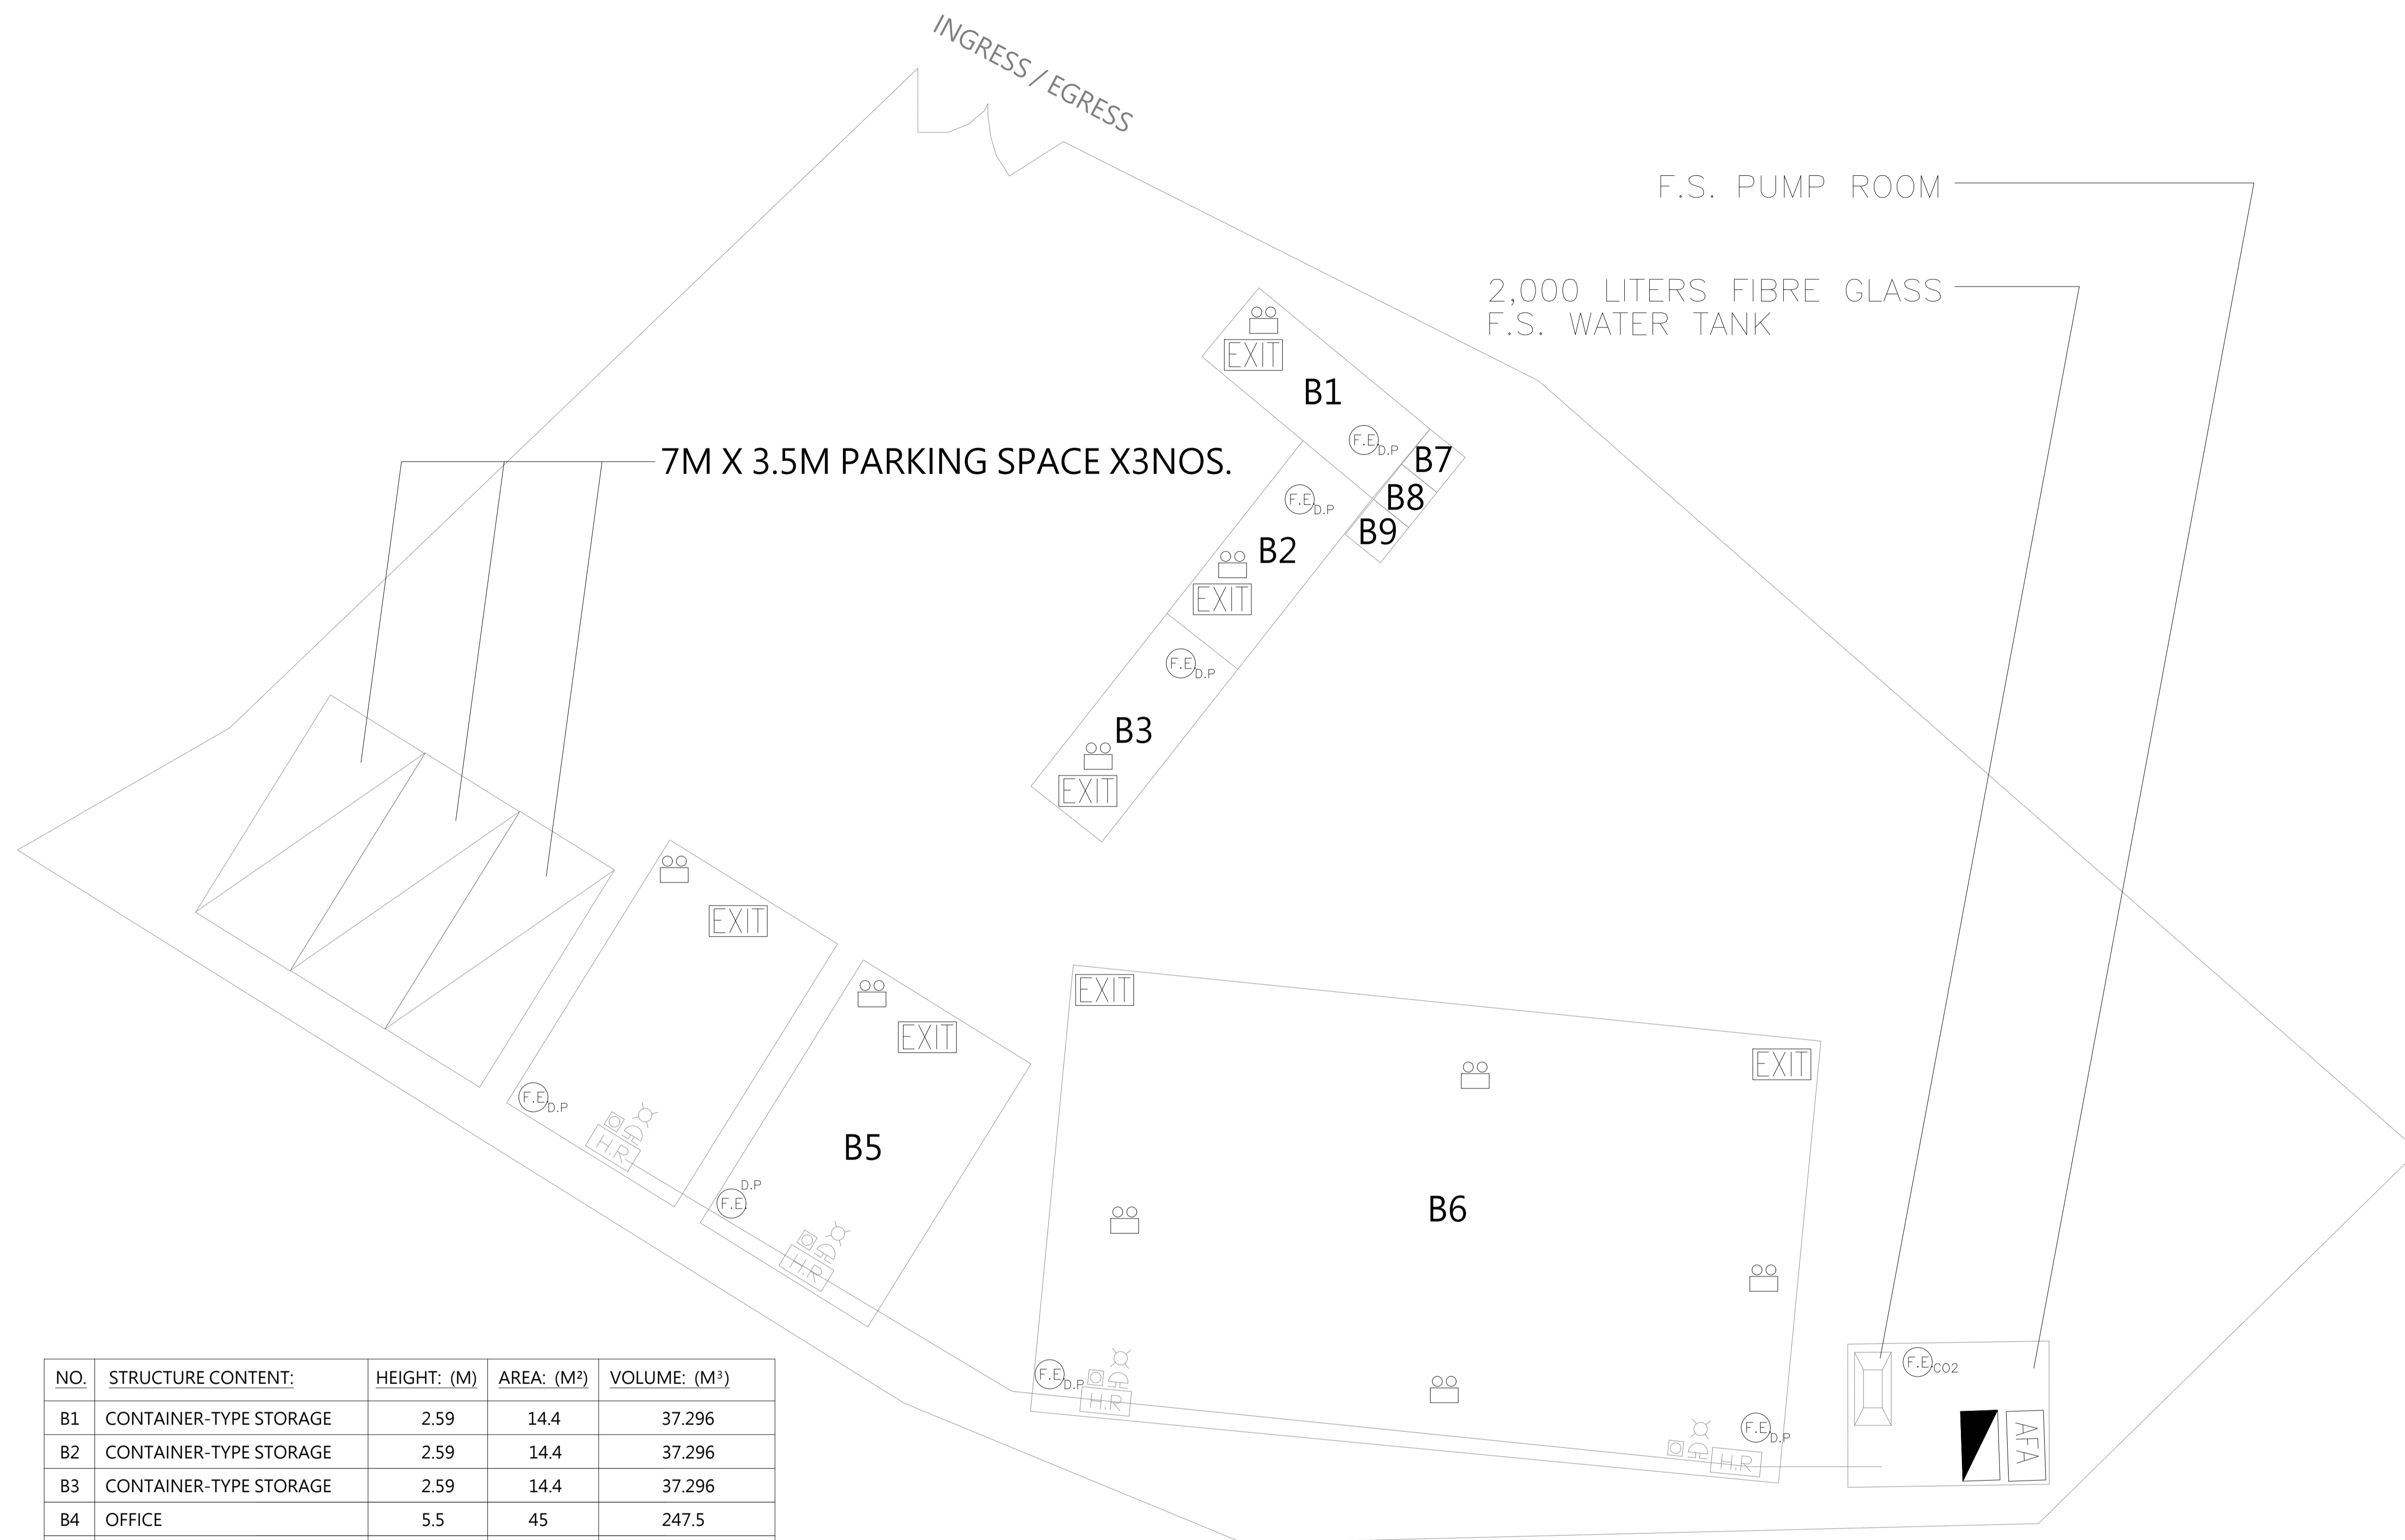 INGRESS / EGRESS
F.S. PUMP ROOM
2,000 LITERS FIBRE GLASS
F.S. WATER TANK
EXIT
B1
F.E.
D.P
B7
7M X 3.5M PARKING SPACE X3NOS.
B8
F.E.
D.P
B9
B2
EXIT
F.E.
D.P
B3
EXIT
EXIT
EXIT
EXIT
EXIT
F.E.
D.P
H.R
B5
D.P
F.E.
H.R
B6
F.E.
D.P
H.R
F.E.
D.P
H.R
F.E.
CO2
AFA
NO. STRUCTURE CONTENT: HEIGHT: (M) AREA: (M²) VOLUME: (M³)
B1 CONTAINER-TYPE STORAGE 2.59 14.4 37.296
B2 CONTAINER-TYPE STORAGE 2.59 14.4 37.296
B3 CONTAINER-TYPE STORAGE 2.59 14.4 37.296
B4 OFFICE 5.5 45 247.5